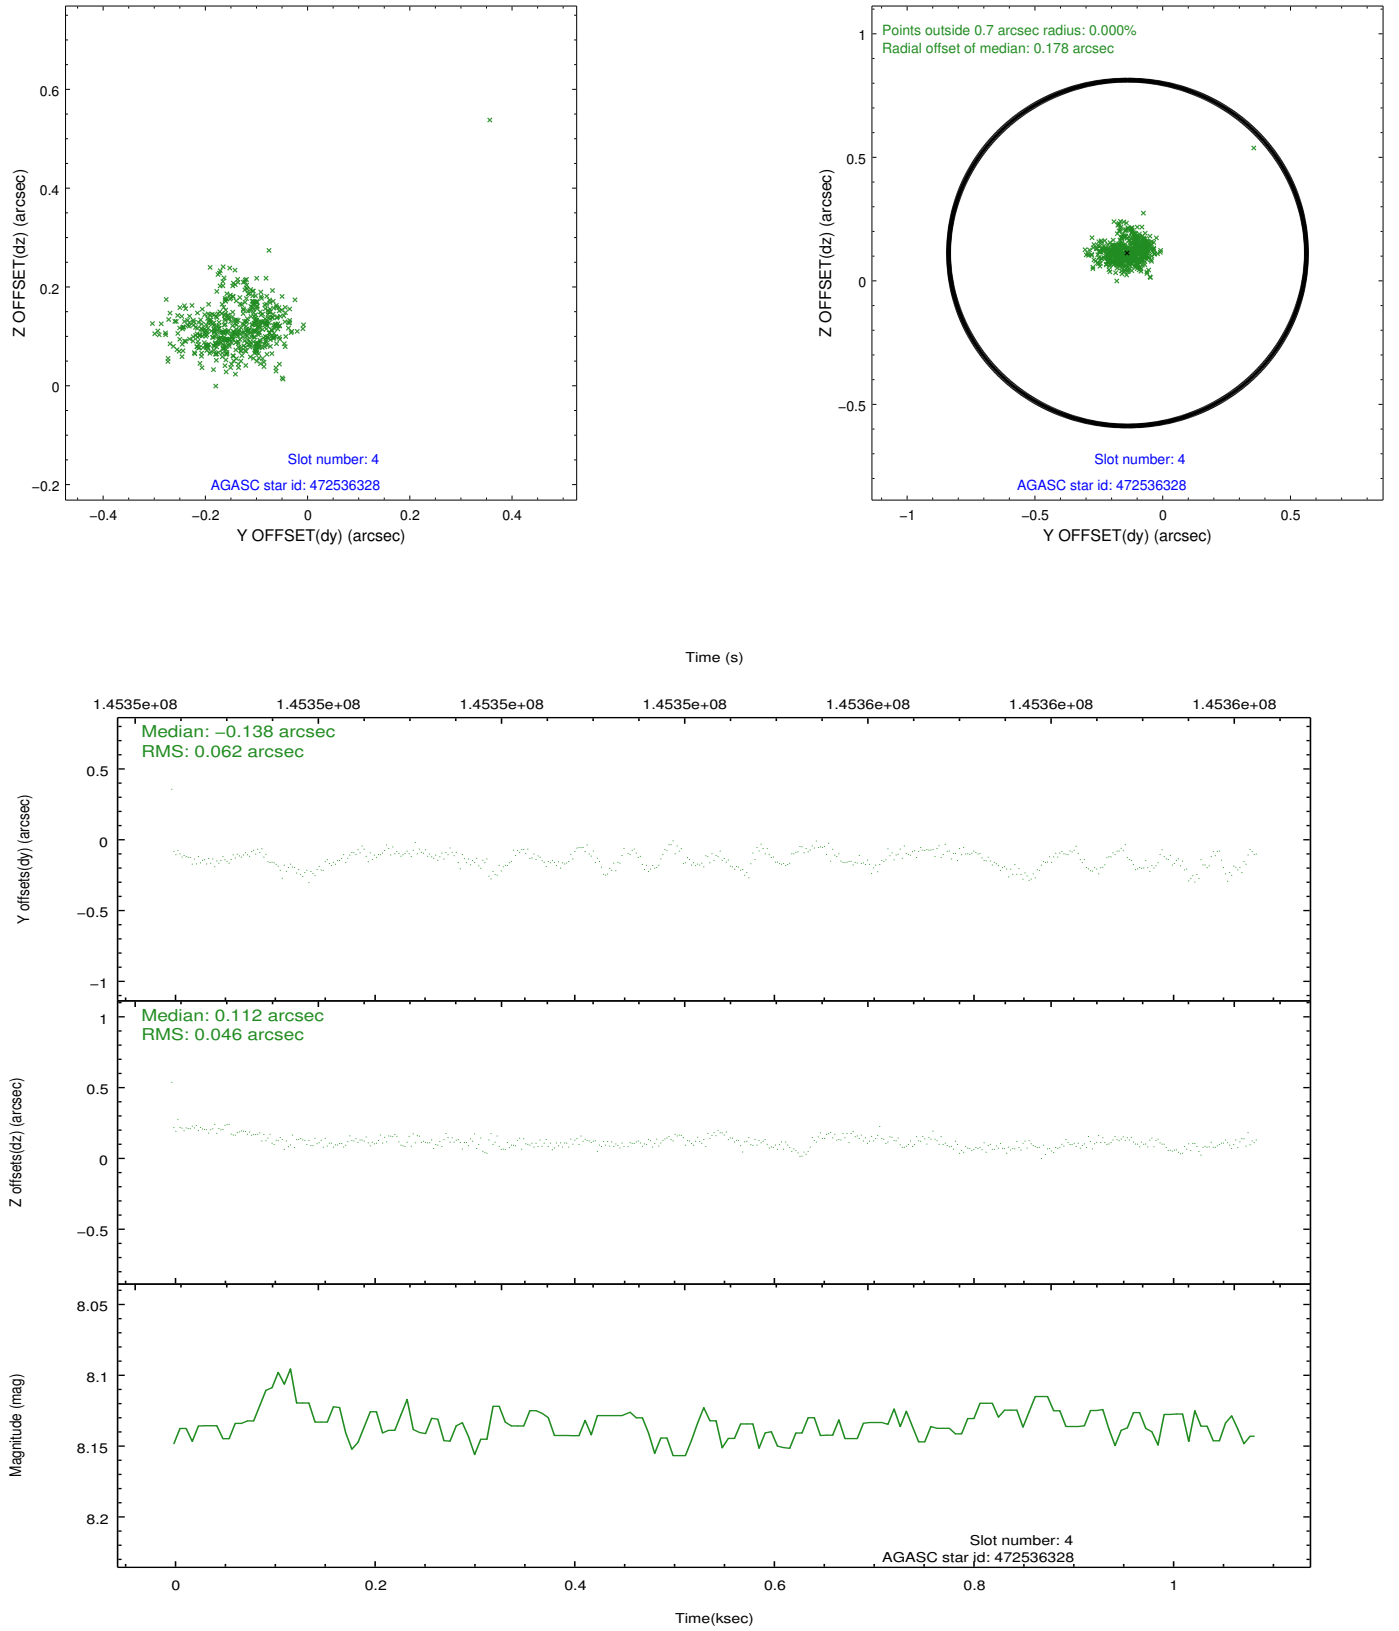 0.6
0.4
0.2
0
−0.2
Z OFFSET(dz) (arcsec)
Slot number: 4
AGASC star id: 472536328
−0.4 −0.2 0 0.2 0.4
Y OFFSET(dy) (arcsec)
Points outside 0.7 arcsec radius: 0.000%
Radial offset of median: 0.178 arcsec
1
0.5
0
−0.5
Z OFFSET(dz) (arcsec)
Slot number: 4
AGASC star id: 472536328
−1 −0.5 0 0.5
Y OFFSET(dy) (arcsec)
Time (s)
1.4535e+08 1.4535e+08 1.4535e+08 1.4535e+08 1.4536e+08 1.4536e+08 1.4536e+08
Median: −0.138 arcsec
RMS: 0.062 arcsec
0.5
0
−0.5
−1
Y offsets(dy) (arcsec)
Median: 0.112 arcsec
RMS: 0.046 arcsec
1
0.5
0
−0.5
Z offsets(dz) (arcsec)
8.05
8.1
8.15
8.2
Magnitude (mag)
Slot number: 4
AGASC star id: 472536328
0 0.2 0.4 0.6 0.8 1
Time(ksec)